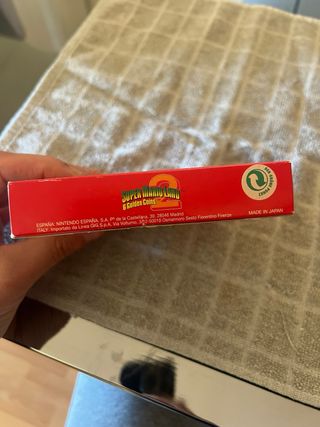 SUPER MARIO LAND 2
6 Golden Coins
ESPAÑA: NINTENDO ESPAÑA, S.A. Pº de la Castellana, 39, 28046 Madrid
ITALY: Importato da Linea GIG S.p.A., Via Volturno, 50019 Osmannoro Sesto Fiorentino Firenze
MADE IN JAPAN